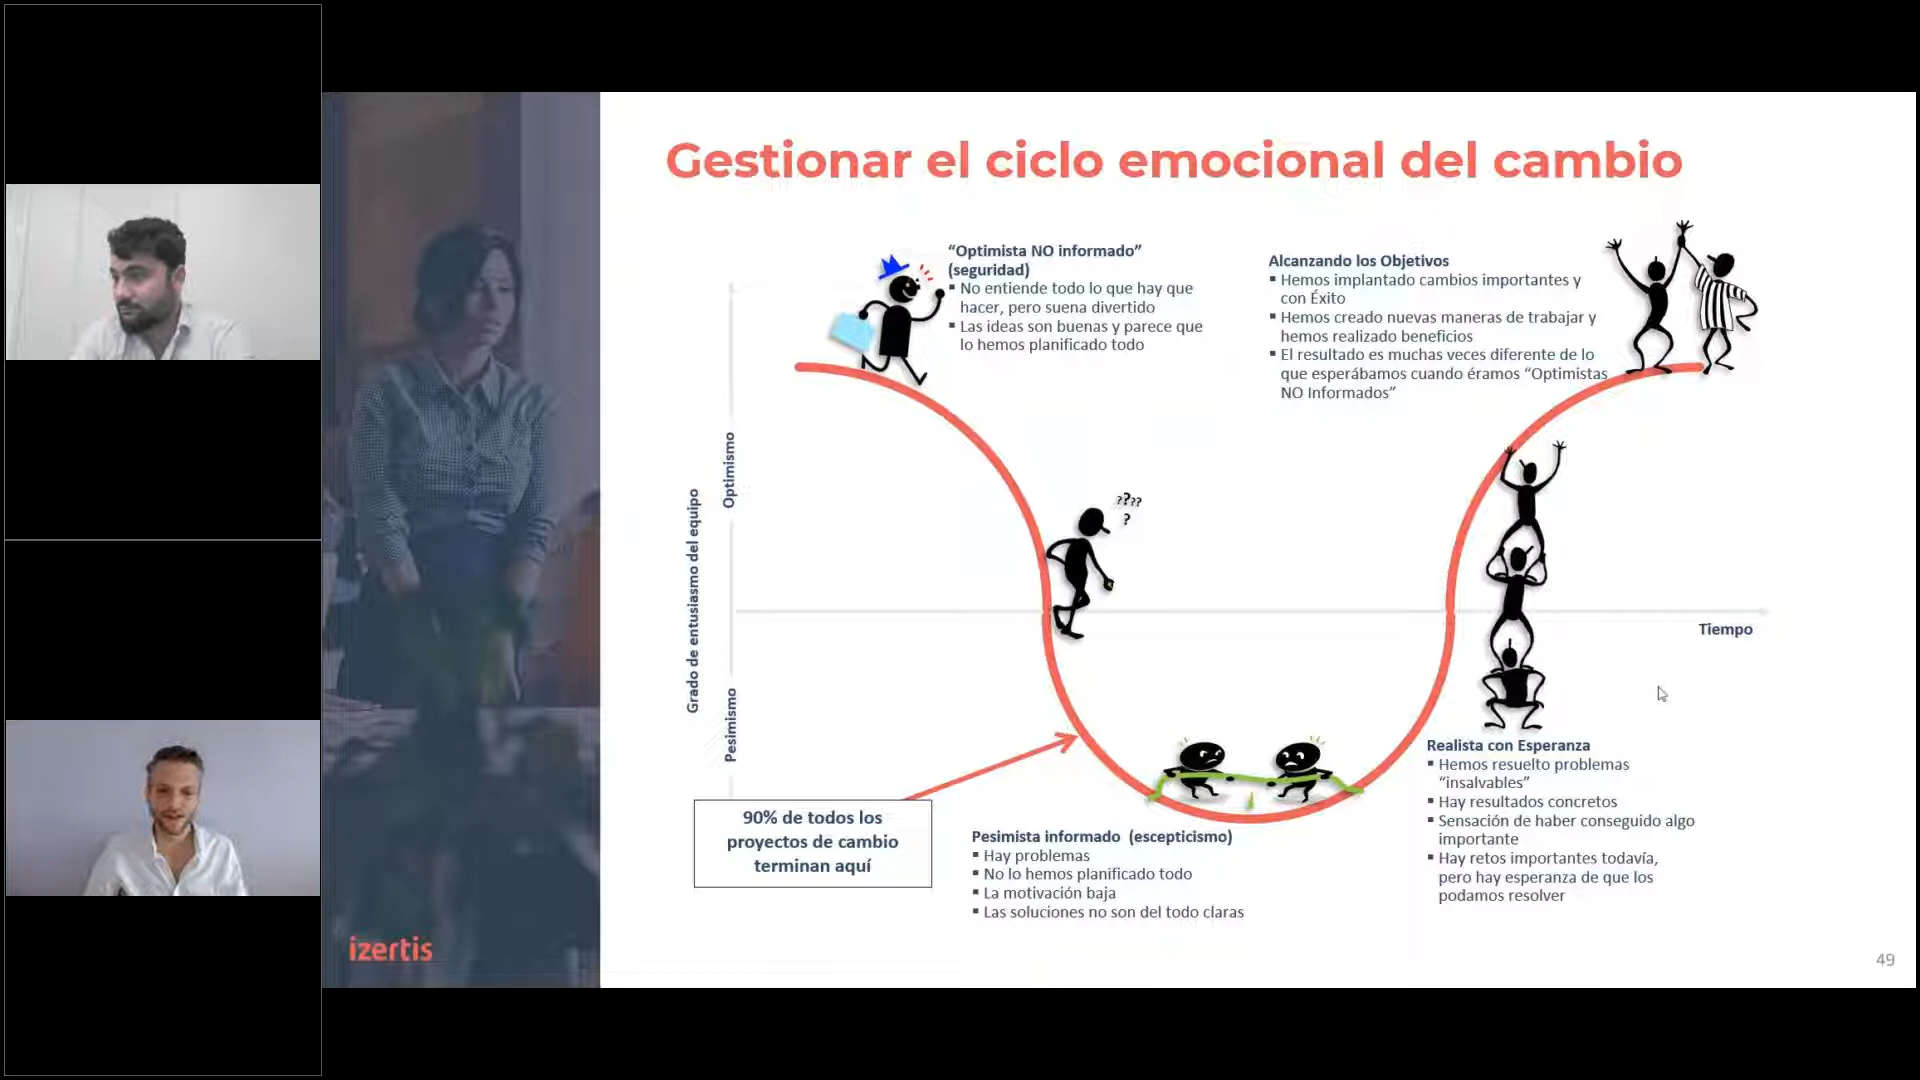 Gestionar el ciclo emocional del cambio
“Optimista NO informado”
(seguridad)
▪ No entiende todo lo que hay que
hacer, pero suena divertido
▪ Las ideas son buenas y parece que
lo hemos planificado todo
Alcanzando los Objetivos
▪ Hemos implantado cambios importantes y
con Éxito
▪ Hemos creado nuevas maneras de trabajar y
hemos realizado beneficios
▪ El resultado es muchas veces diferente de lo
que esperábamos cuando éramos “Optimistas
NO Informados”
Grado de entusiasmo del equipo
Optimismo
Pesimismo
????
?
Tiempo
90% de todos los
proyectos de cambio
terminan aquí
Pesimista informado (escepticismo)
▪ Hay problemas
▪ No lo hemos planificado todo
▪ La motivación baja
▪ Las soluciones no son del todo claras
Realista con Esperanza
▪ Hemos resuelto problemas
“insalvables”
▪ Hay resultados concretos
▪ Sensación de haber conseguido algo
importante
▪ Hay retos importantes todavía,
pero hay esperanza de que los
podamos resolver
izertis
49